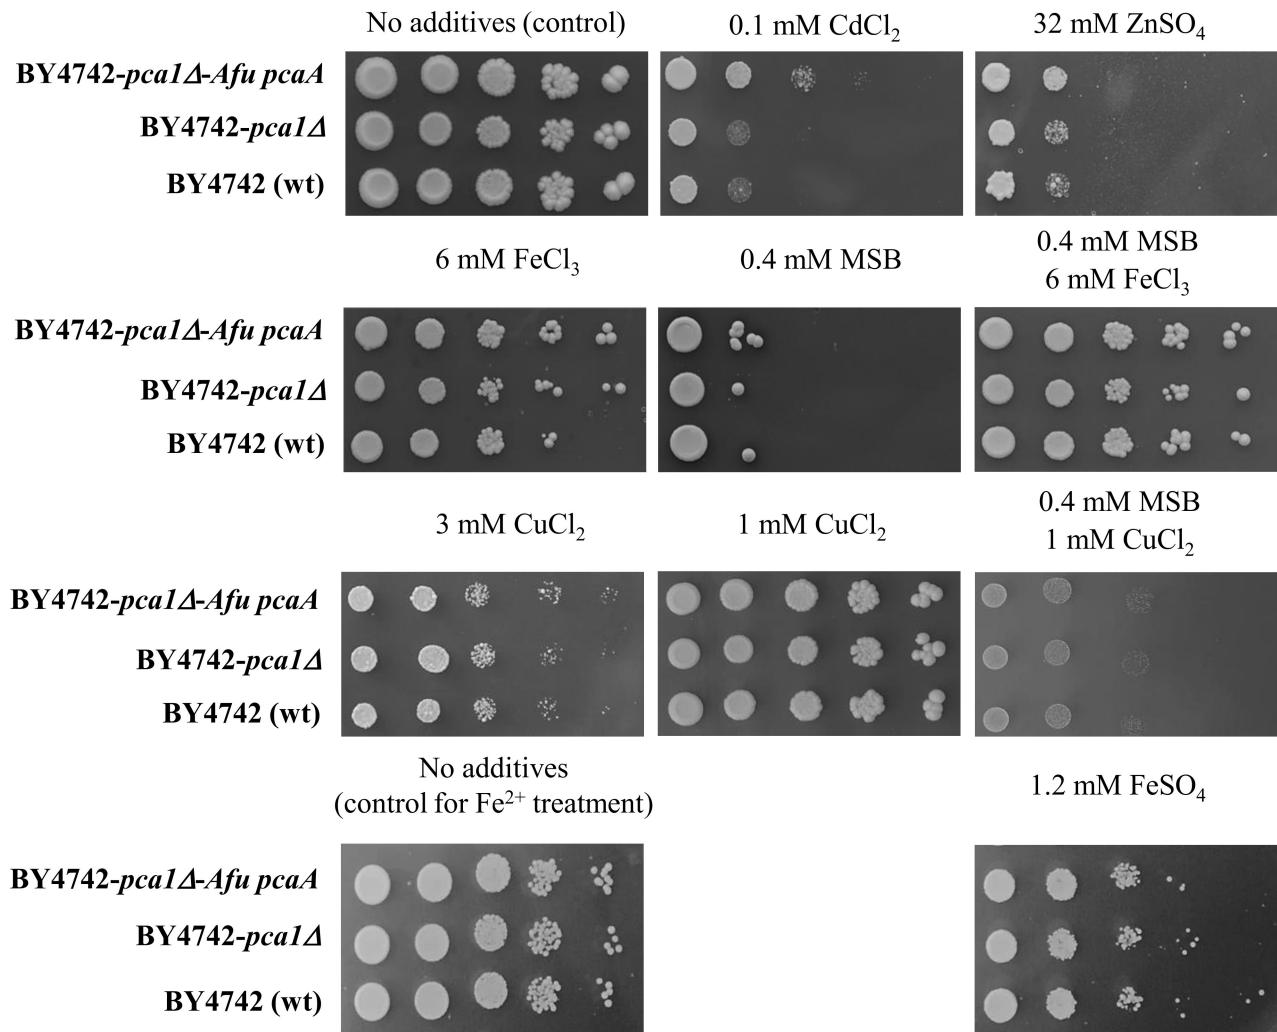 No additives (control)
0.1 mM CdCl₂
32 mM ZnSO₄
BY4742-pca1Δ-Afu pcaA
BY4742-pca1Δ
BY4742 (wt)
6 mM FeCl₃
0.4 mM MSB
0.4 mM MSB
6 mM FeCl₃
BY4742-pca1Δ-Afu pcaA
BY4742-pca1Δ
BY4742 (wt)
3 mM CuCl₂
1 mM CuCl₂
0.4 mM MSB
1 mM CuCl₂
BY4742-pca1Δ-Afu pcaA
BY4742-pca1Δ
BY4742 (wt)
No additives
(control for Fe²⁺ treatment)
1.2 mM FeSO₄
BY4742-pca1Δ-Afu pcaA
BY4742-pca1Δ
BY4742 (wt)